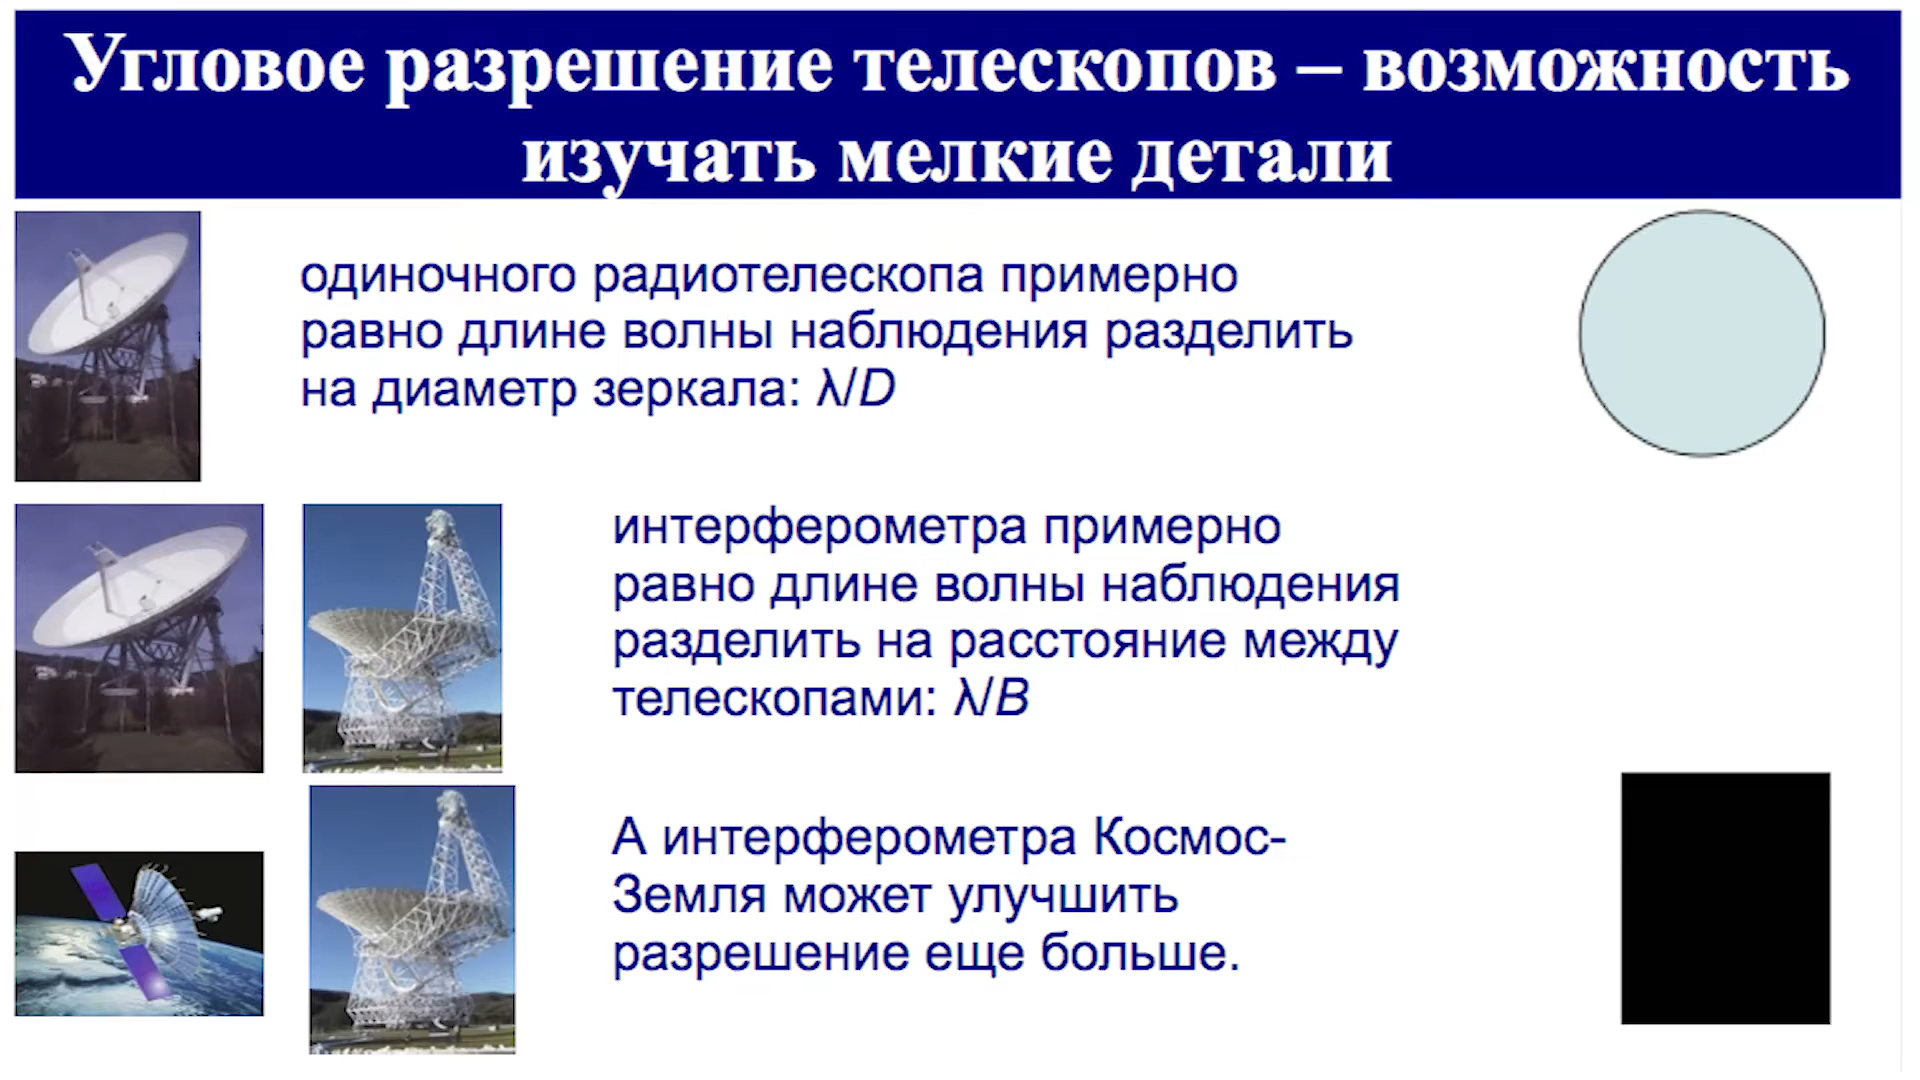 Угловое разрешение телескопов – возможность
изучать мелкие детали
одиночного радиотелескопа примерно
равно длине волны наблюдения разделить
на диаметр зеркала: λ/D
интерферометра примерно
равно длине волны наблюдения
разделить на расстояние между
телескопами: λ/B
А интерферометра Космос-
Земля может улучшить
разрешение еще больше.